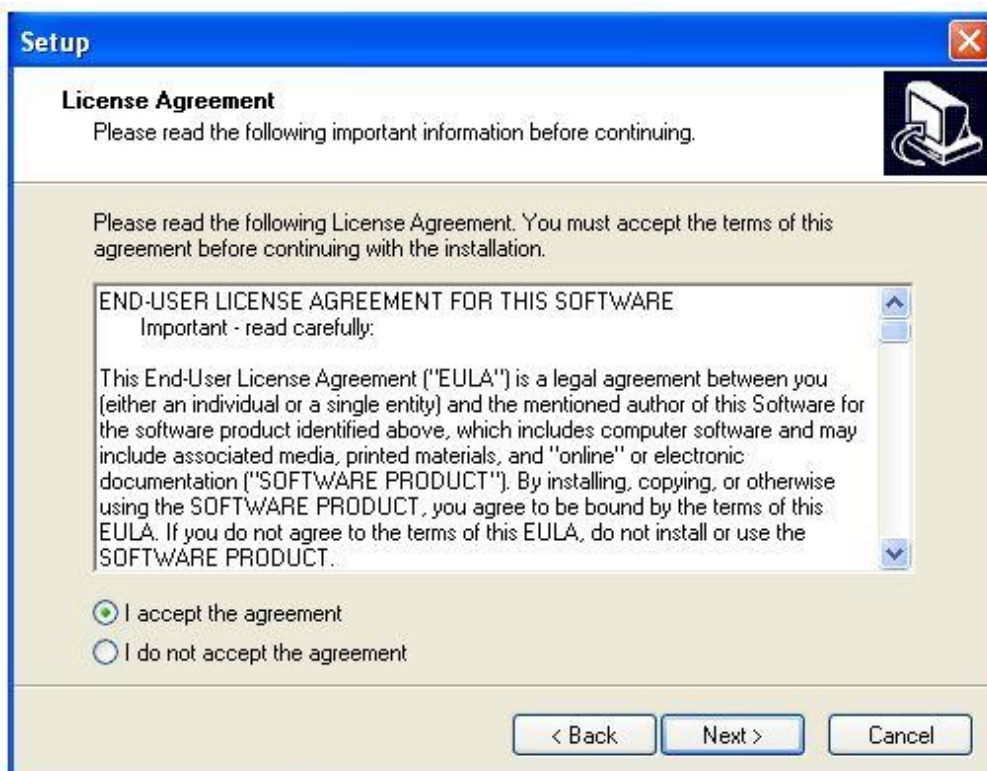 Setup
License Agreement
Please read the following important information before continuing.
Please read the following License Agreement. You must accept the terms of this
agreement before continuing with the installation.
END-USER LICENSE AGREEMENT FOR THIS SOFTWARE
Important - read carefully:
This End-User License Agreement ("EULA") is a legal agreement between you
(either an individual or a single entity) and the mentioned author of this Software for
the software product identified above, which includes computer software and may
include associated media, printed materials, and "online" or electronic
documentation ("SOFTWARE PRODUCT"). By installing, copying, or otherwise
using the SOFTWARE PRODUCT, you agree to be bound by the terms of this
EULA. If you do not agree to the terms of this EULA, do not install or use the
SOFTWARE PRODUCT.
I accept the agreement
I do not accept the agreement
< Back Next > Cancel